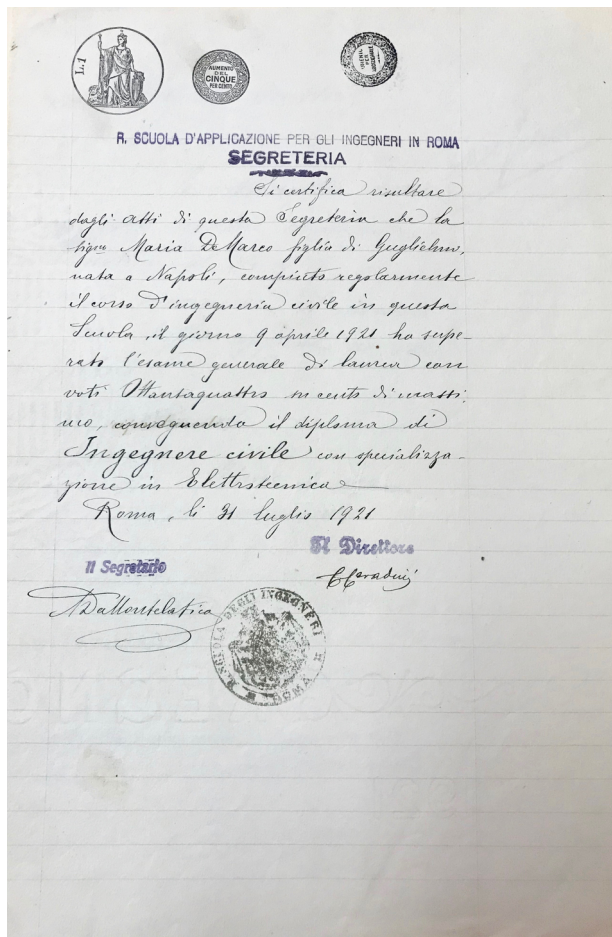 L.1
AUMENTO
DEL
CINQUE
PER CENTO
R. SCUOLA D'APPLICAZIONE PER GLI INGEGNERI IN ROMA
SEGRETERIA
Si certifica risultare
dagli atti di questa Segreteria che la
sig.na Maria De Marco figlia di Guglielmo,
nata a Napoli, compiuto regolarmente
il corso d'ingegneria civile in questa
Scuola, il giorno 9 aprile 1921 ha supe-
rato l'esame generale di laurea con
voti Ottantaquattro su cento di massi-
mo, conseguendo il diploma di
Ingegnere civile con specializza-
zione in Elettrotecnica
Roma, li 31 luglio 1921
Il Direttore
Il Segretario
R. SCUOLA DEGLI INGEGNERI
ROMA